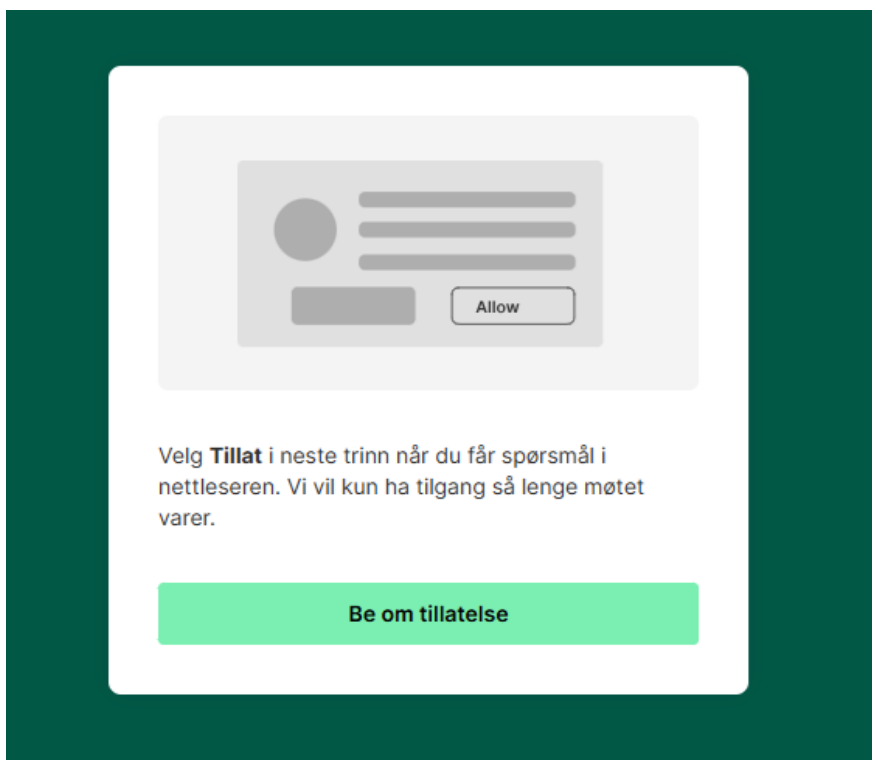 Allow
Velg Tillat i neste trinn når du får spørsmål i
nettleseren. Vi vil kun ha tilgang så lenge møtet
varer.
Be om tillatelse